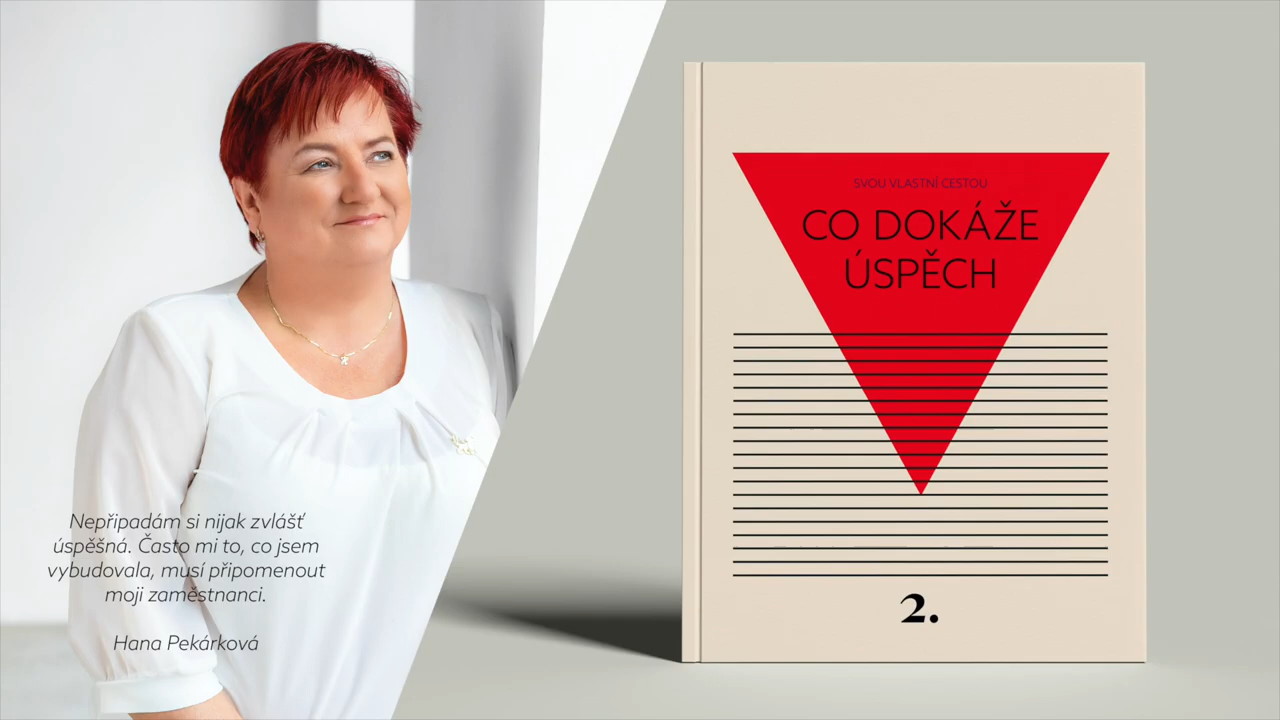 Nepřipadám si nijak zvlášť
úspěšná. Často mi to, co jsem
vybudovala, musí připomenout
moji zaměstnanci.
Hana Pekárková
SVOU VLASTNÍ CESTOU
CO DOKÁŽE
ÚSPĚCH
2.